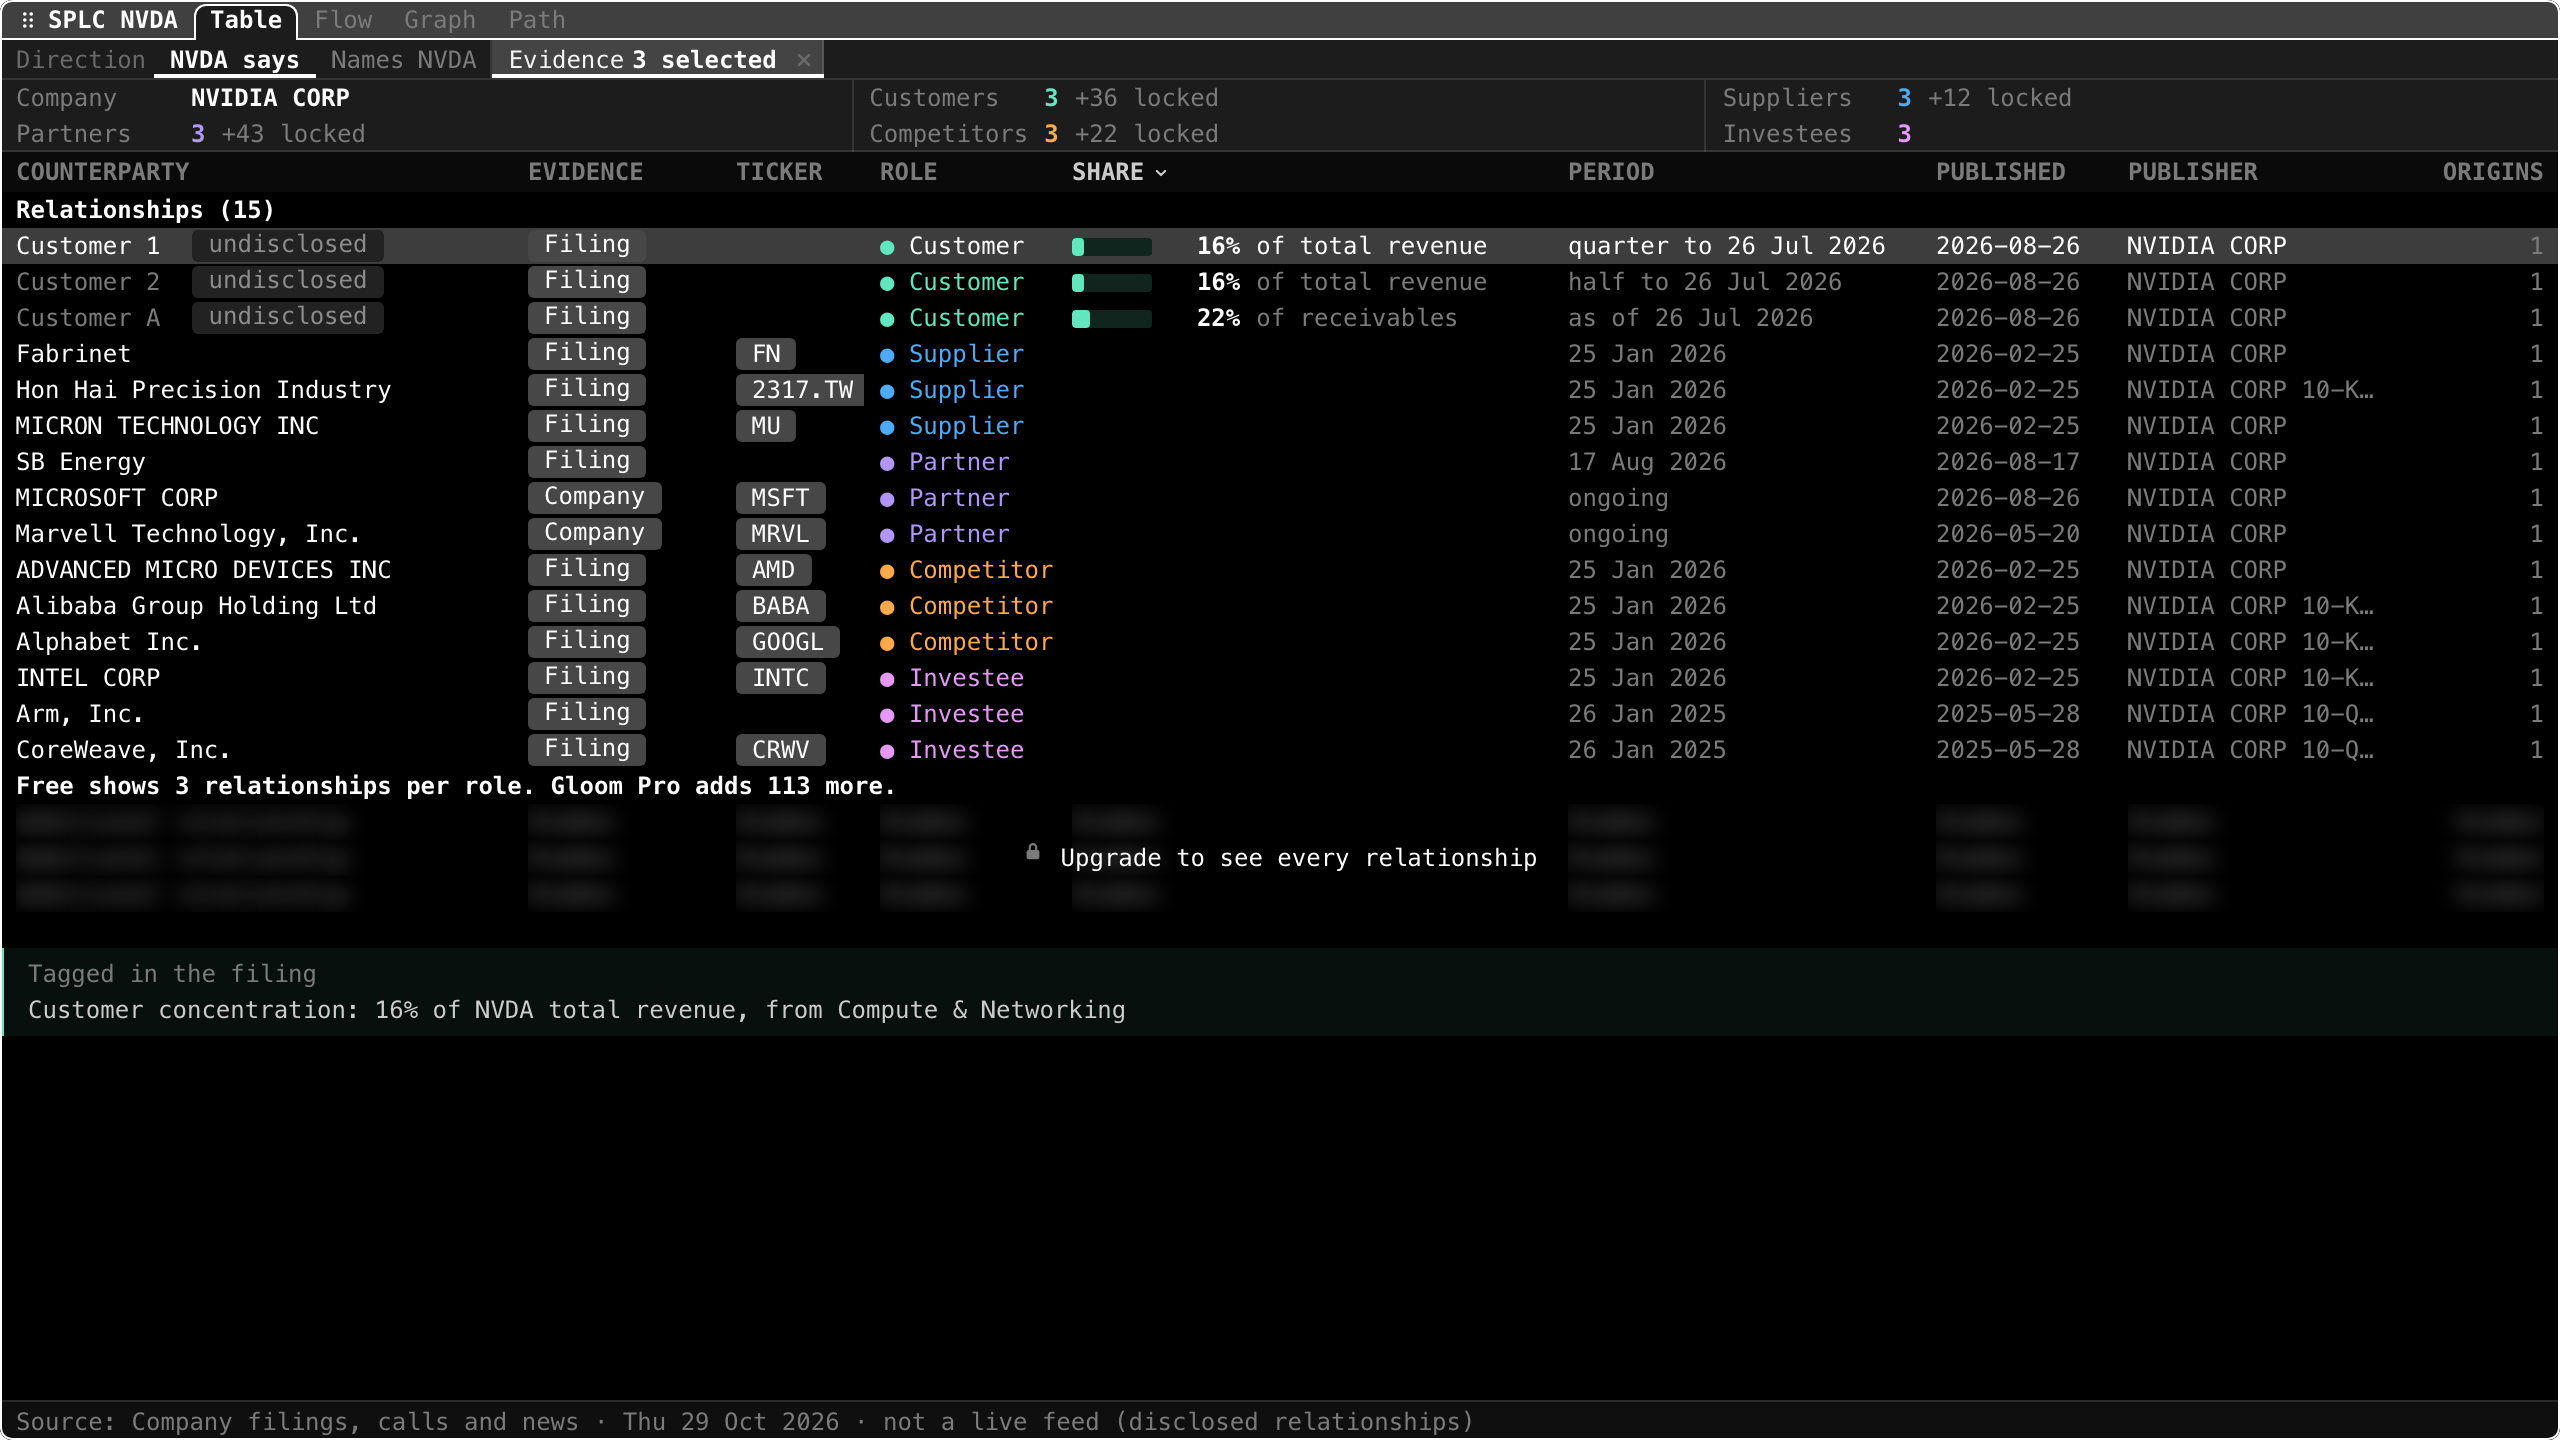 SPLC NVDA Table Flow Graph Path
Direction NVDA says Names NVDA Evidence 3 selected ×
Company NVIDIA CORP Customers 3 +36 locked Suppliers 3 +12 locked
Partners 3 +43 locked Competitors 3 +22 locked Investees 3
COUNTERPARTY EVIDENCE TICKER ROLE SHARE PERIOD PUBLISHED PUBLISHER ORIGINS
Relationships (15)
Customer 1 undisclosed Filing Customer 16% of total revenue quarter to 26 Jul 2026 2026-08-26 NVIDIA CORP 1
Customer 2 undisclosed Filing Customer 16% of total revenue half to 26 Jul 2026 2026-08-26 NVIDIA CORP 1
Customer A undisclosed Filing Customer 22% of receivables as of 26 Jul 2026 2026-08-26 NVIDIA CORP 1
Fabrinet Filing FN Supplier 25 Jan 2026 2026-02-25 NVIDIA CORP 1
Hon Hai Precision Industry Filing 2317.TW Supplier 25 Jan 2026 2026-02-25 NVIDIA CORP 10-K… 1
MICRON TECHNOLOGY INC Filing MU Supplier 25 Jan 2026 2026-02-25 NVIDIA CORP 1
SB Energy Filing Partner 17 Aug 2026 2026-08-17 NVIDIA CORP 1
MICROSOFT CORP Company MSFT Partner ongoing 2026-08-26 NVIDIA CORP 1
Marvell Technology, Inc. Company MRVL Partner ongoing 2026-05-20 NVIDIA CORP 1
ADVANCED MICRO DEVICES INC Filing AMD Competitor 25 Jan 2026 2026-02-25 NVIDIA CORP 1
Alibaba Group Holding Ltd Filing BABA Competitor 25 Jan 2026 2026-02-25 NVIDIA CORP 10-K… 1
Alphabet Inc. Filing GOOGL Competitor 25 Jan 2026 2026-02-25 NVIDIA CORP 10-K… 1
INTEL CORP Filing INTC Investee 25 Jan 2026 2026-02-25 NVIDIA CORP 10-K… 1
Arm, Inc. Filing Investee 26 Jan 2025 2025-05-28 NVIDIA CORP 10-Q… 1
CoreWeave, Inc. Filing CRWV Investee 26 Jan 2025 2025-05-28 NVIDIA CORP 10-Q… 1
Free shows 3 relationships per role. Gloom Pro adds 113 more.
Upgrade to see every relationship
Tagged in the filing
Customer concentration: 16% of NVDA total revenue, from Compute & Networking
Source: Company filings, calls and news · Thu 29 Oct 2026 · not a live feed (disclosed relationships)